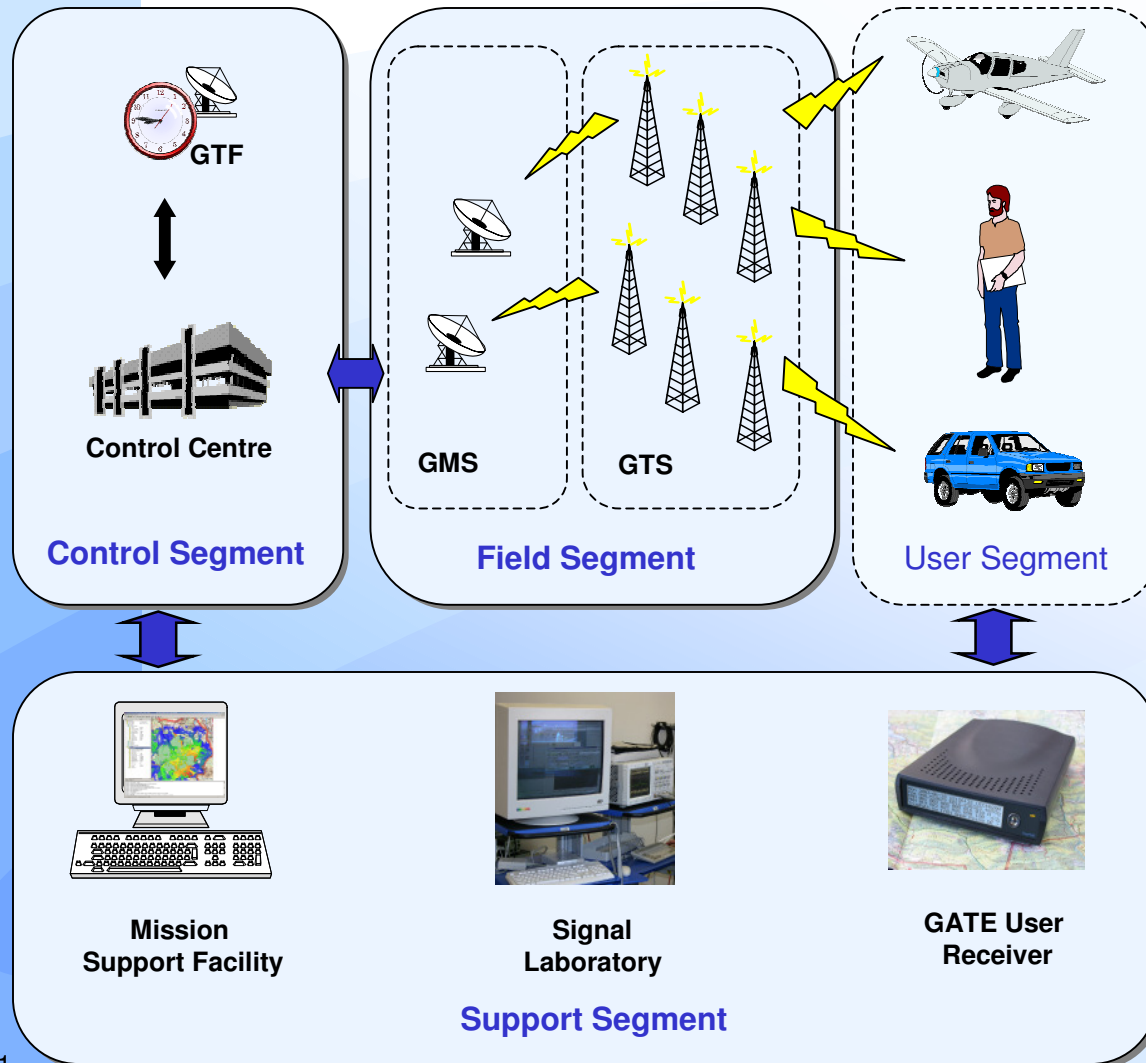 GTF
Control Centre
Control Segment
GMS
GTS
Field Segment
User Segment
Mission
Support Facility
Signal
Laboratory
GATE User
Receiver
Support Segment